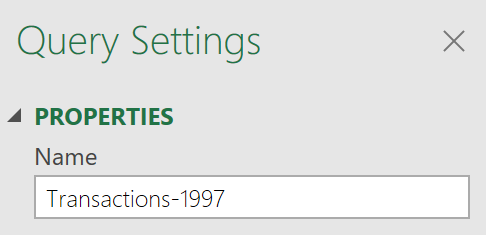 Query Settings
PROPERTIES
Name
Transactions-1997